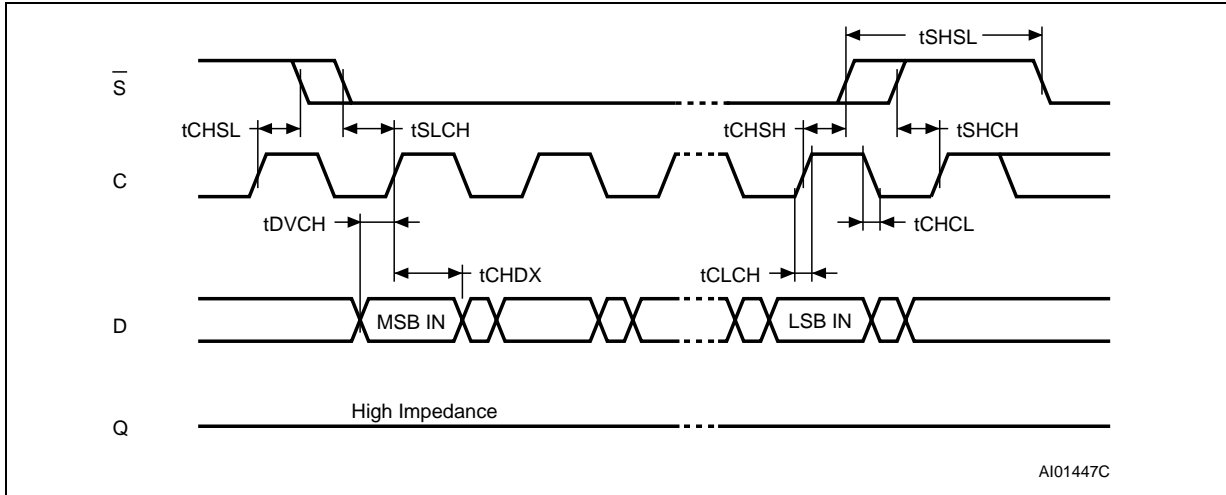 tSHSL
S̅
tCHSL
tSLCH
tCHSH
tSHCH
C
tDVCH
tCHCL
tCHDX
tCLCH
D
MSB IN
LSB IN
High Impedance
Q
AI01447C